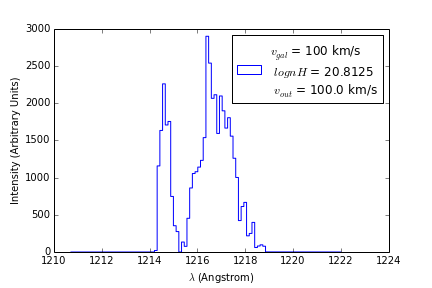 3000
2500
2000
1500
1000
500
0
Intensity (Arbitrary Units)
v_gal = 100 km/s
lognH = 20.8125
v_out = 100.0 km/s
1210 1212 1214 1216 1218 1220 1222 1224
λ (Angstrom)